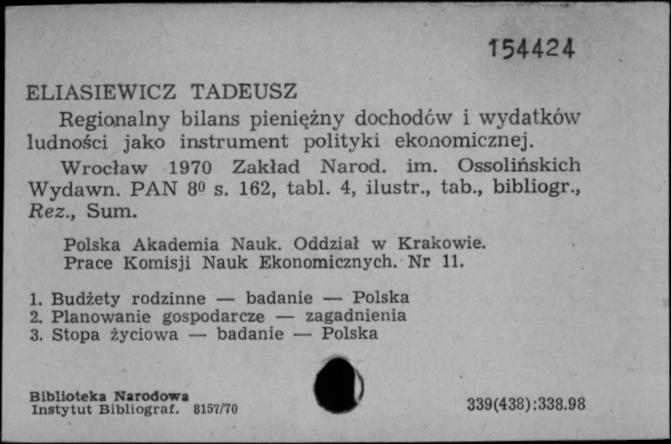 154424
ELIASIEWICZ TADEUSZ
Regionalny bilans pieniężny dochodów i wydatków
ludności jako instrument polityki ekonomicznej.
Wrocław 1970 Zakład Narod. im. Ossolińskich
Wydawn. PAN 8⁰ s. 162, tabl. 4, ilustr., tab., bibliogr.,
Rez., Sum.
Polska Akademia Nauk. Oddział w Krakowie.
Prace Komisji Nauk Ekonomicznych. Nr 11.
1. Budżety rodzinne — badanie — Polska
2. Planowanie gospodarcze — zagadnienia
3. Stopa życiowa — badanie — Polska
Biblioteka Narodowa
Instytut Bibliograf. 8157/70
339(438):338.98